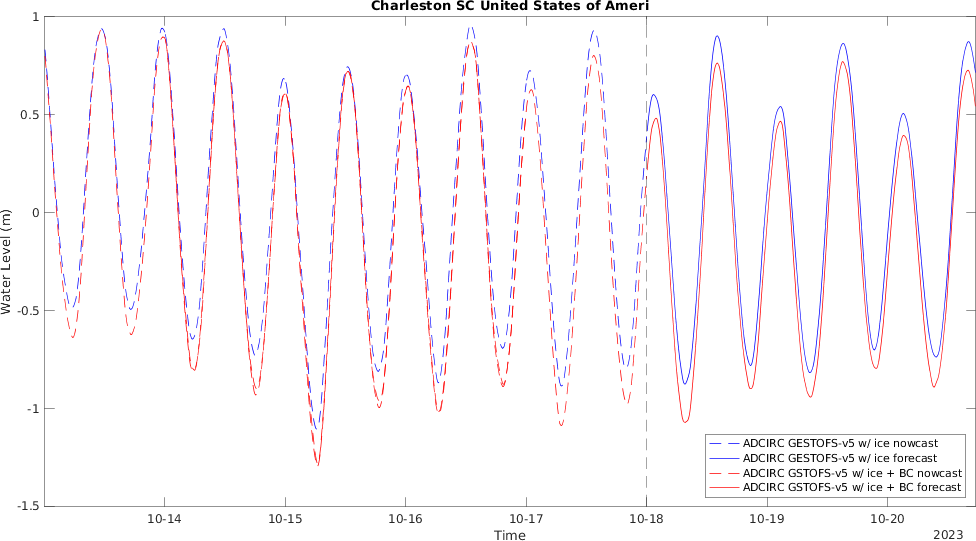 Charleston SC United States of Ameri
1
0.5
0
-0.5
-1
-1.5
Water Level (m)
10-14
10-15
10-16
10-17
10-18
10-19
10-20
Time
2023
ADCIRC GESTOFS-v5 w/ ice nowcast
ADCIRC GESTOFS-v5 w/ ice forecast
ADCIRC GSTOFS-v5 w/ ice + BC nowcast
ADCIRC GSTOFS-v5 w/ ice + BC forecast